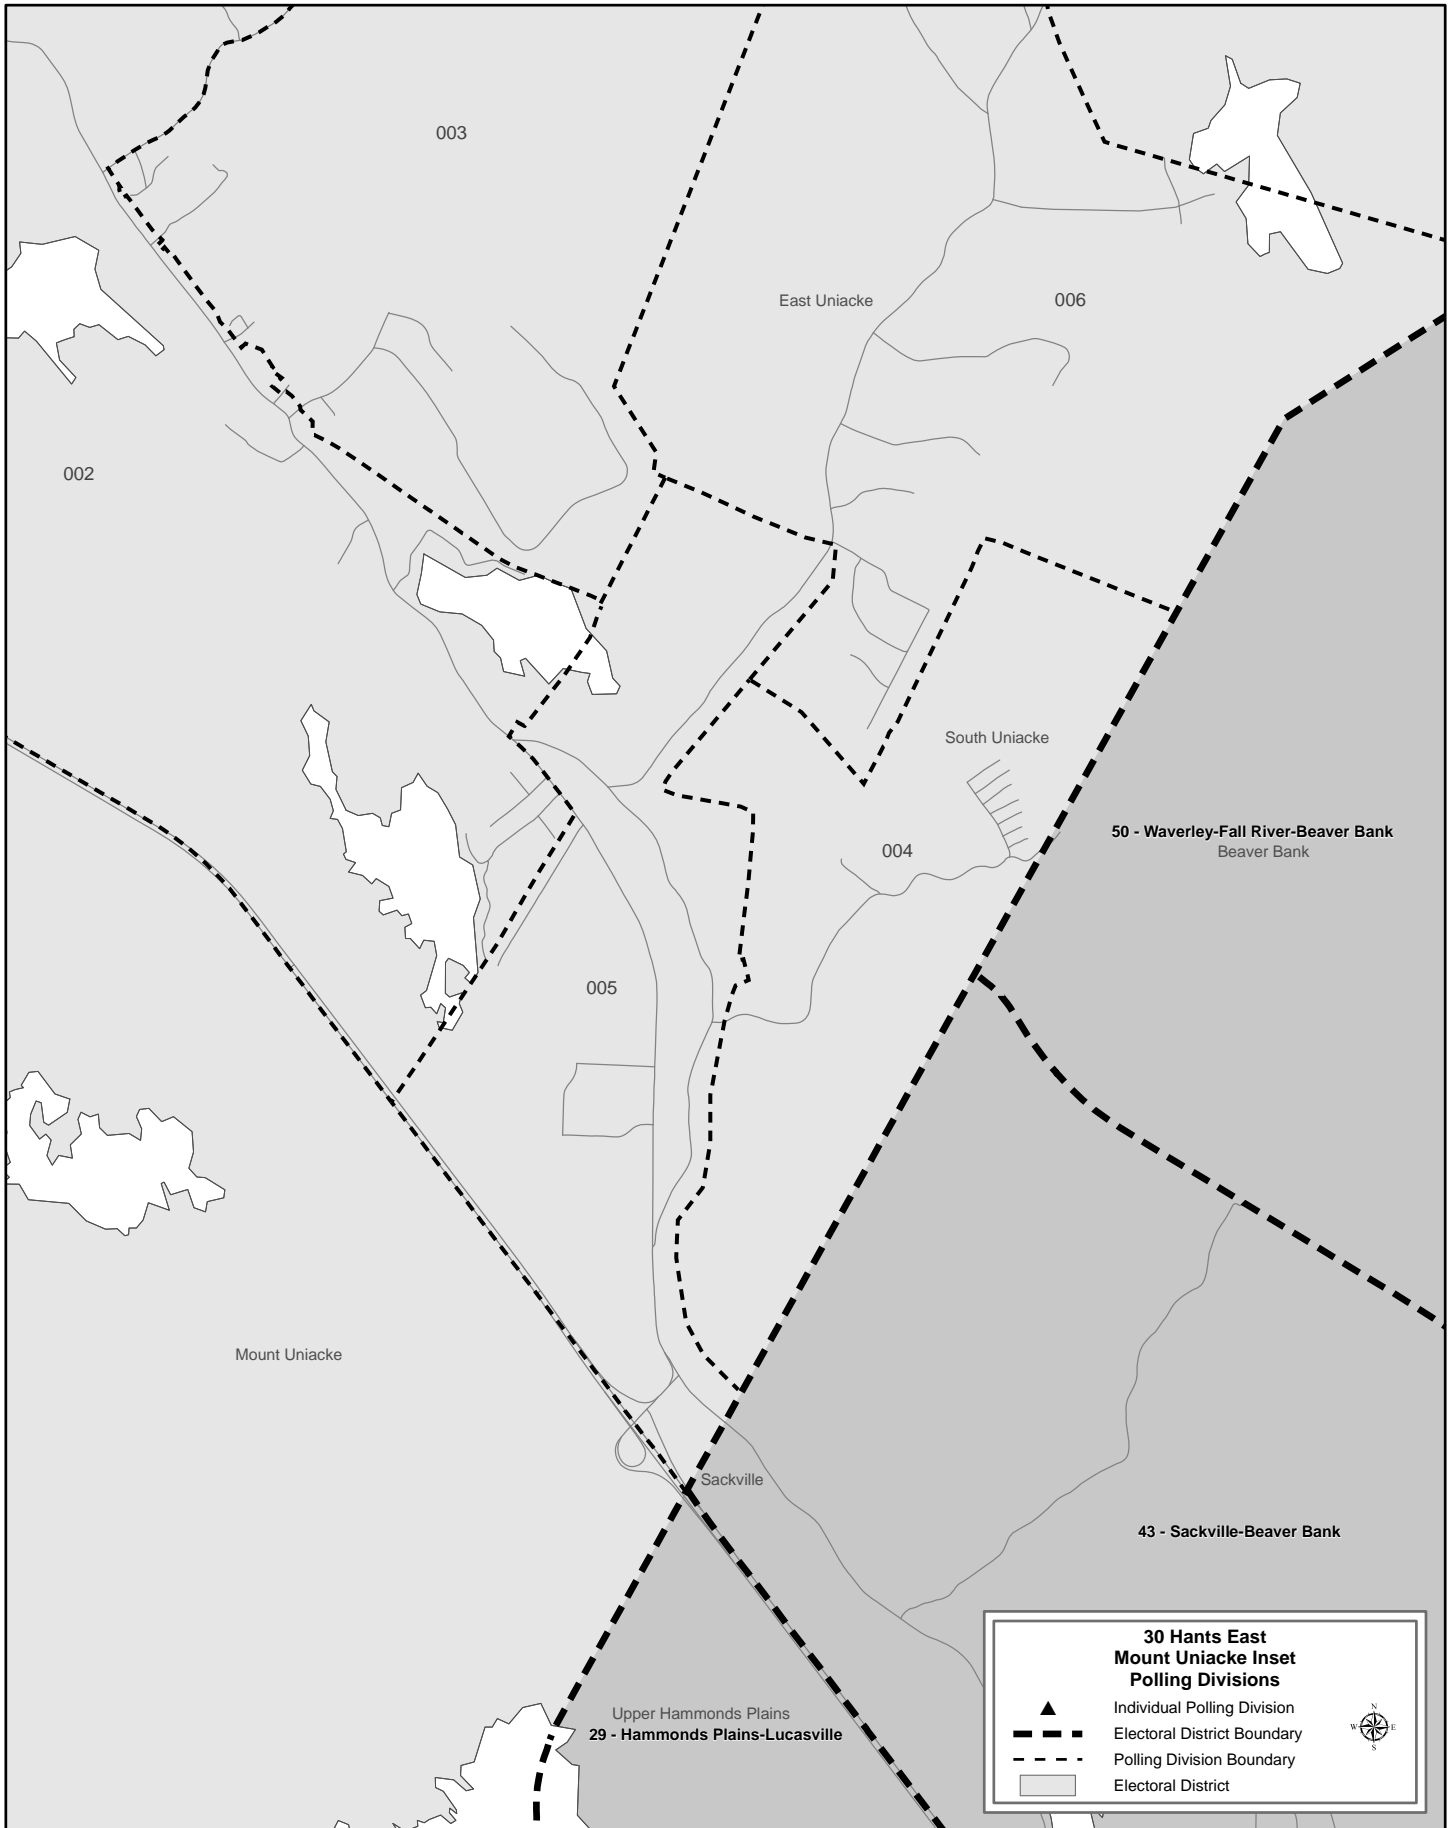 003
East Uniacke
006
002
South Uniacke
50 - Waverley-Fall River-Beaver Bank
Beaver Bank
004
005
Mount Uniacke
Sackville
43 - Sackville-Beaver Bank
Upper Hammonds Plains
29 - Hammonds Plains-Lucasville
30 Hants East
Mount Uniacke Inset
Polling Divisions
Individual Polling Division
Electoral District Boundary
Polling Division Boundary
Electoral District
N
W E
S